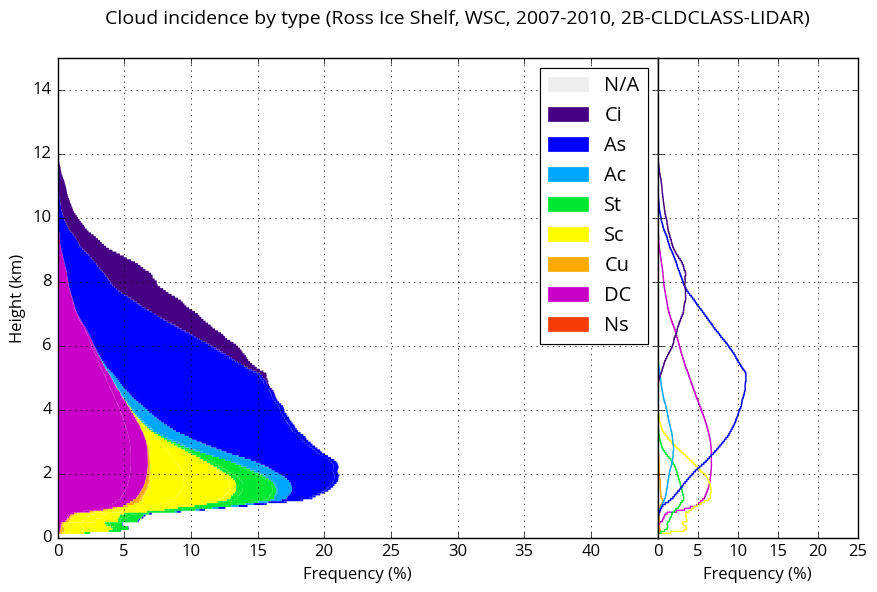 Cloud incidence by type (Ross Ice Shelf, WSC, 2007-2010, 2B-CLDCLASS-LIDAR)
14
12
10
8
6
4
2
0
Height (km)
N/A
Ci
As
Ac
St
Sc
Cu
DC
Ns
0 5 10 15 20 25 30 35 40
Frequency (%)
0 5 10 15 20 25
Frequency (%)